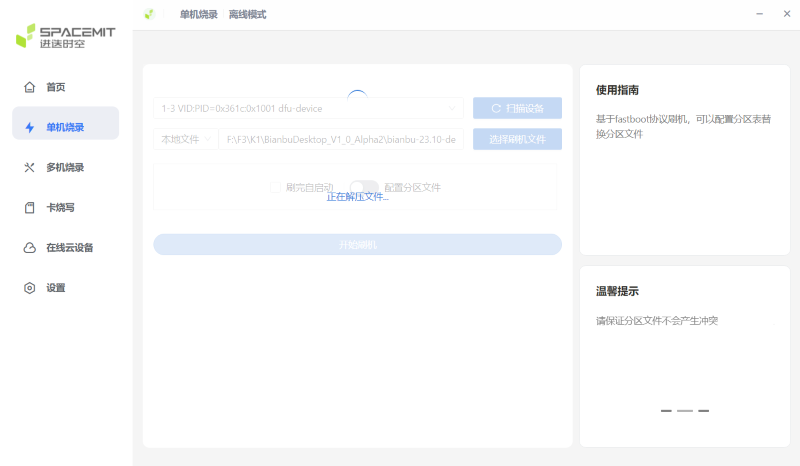 单机烧录 离线模式
SPACEMIT
进迭时空
首页
单机烧录
多机烧录
卡烧写
在线云设备
设置
1-3 VID:PID=0x361c:0x1001 dfu-device
扫描设备
本地文件 F:\F3\K1\BianbuDesktop_V1_0_Alpha2\bianbu-23.10-de
选择刷机文件
刷完自启动 配置分区文件
正在解压文件...
开始刷机
使用指南
基于fastboot协议刷机，可以配置分区表替
换分区文件
温馨提示
请保证分区文件不会产生冲突